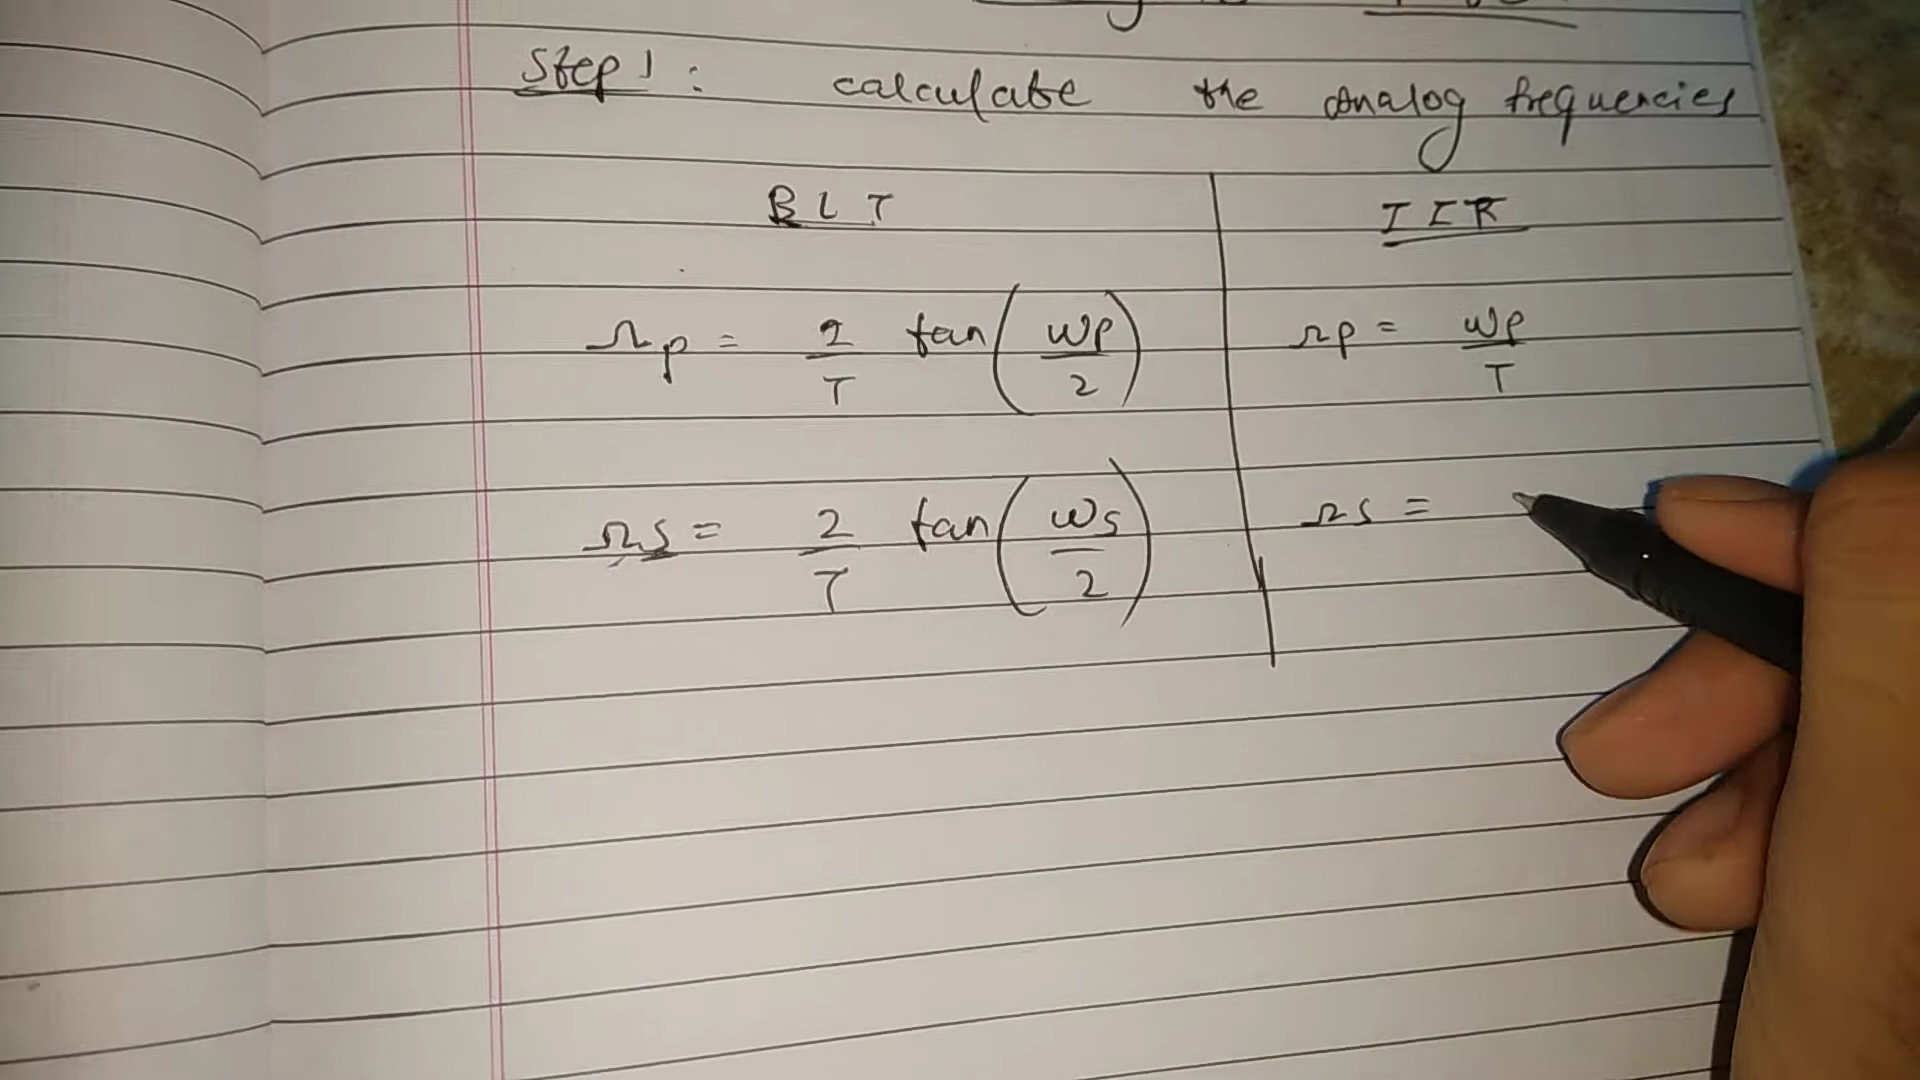 Step 1 : calculate the analog frequencies
BLT IIR
Ωp = 2/T tan(ωp/2) Ωp = ωp/T
Ωs = 2/T tan(ωs/2) Ωs =